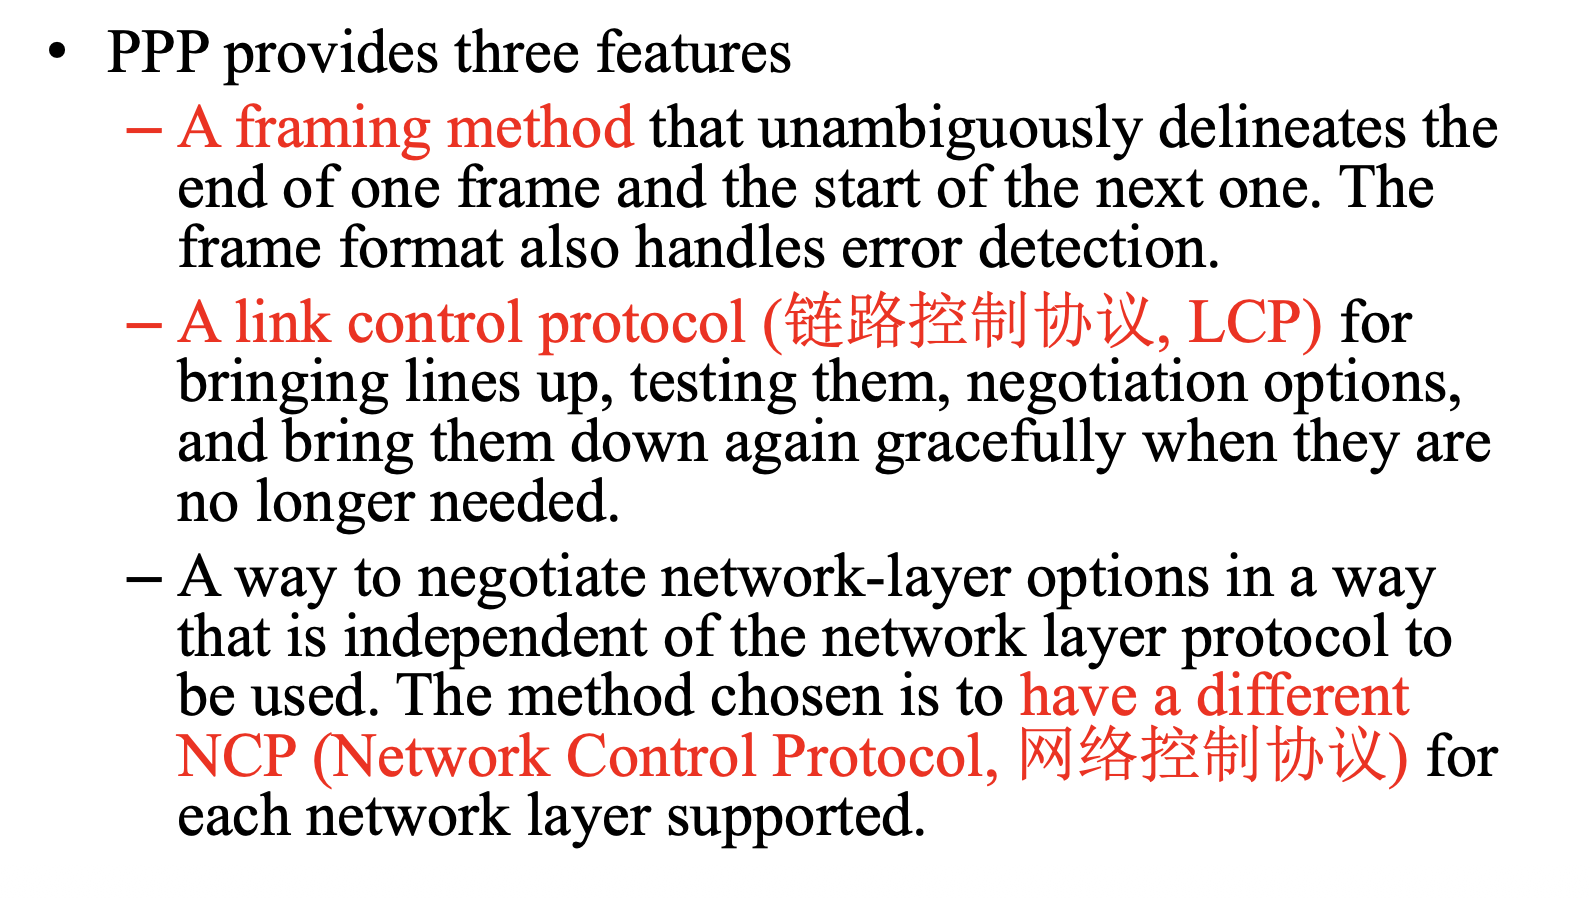 • PPP provides three features
– A framing method that unambiguously delineates the
end of one frame and the start of the next one. The
frame format also handles error detection.
– A link control protocol (链路控制协议, LCP) for
bringing lines up, testing them, negotiation options,
and bring them down again gracefully when they are
no longer needed.
– A way to negotiate network-layer options in a way
that is independent of the network layer protocol to
be used. The method chosen is to have a different
NCP (Network Control Protocol, 网络控制协议) for
each network layer supported.